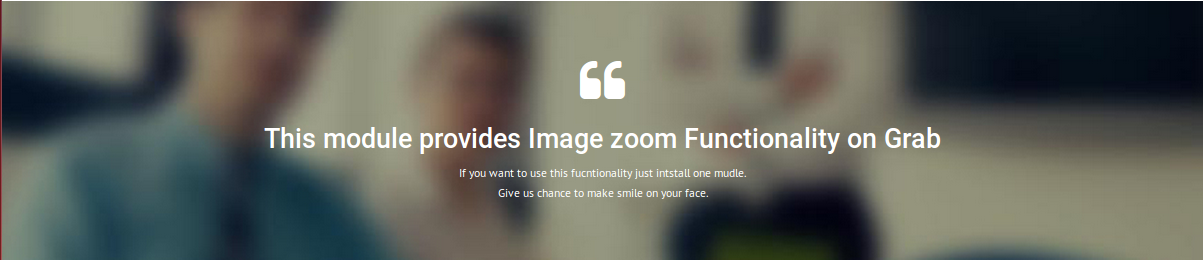 This module provides Image zoom Functionality on Grab
If you want to use this fucntionality just intstall one mudle.
Give us chance to make smile on your face.